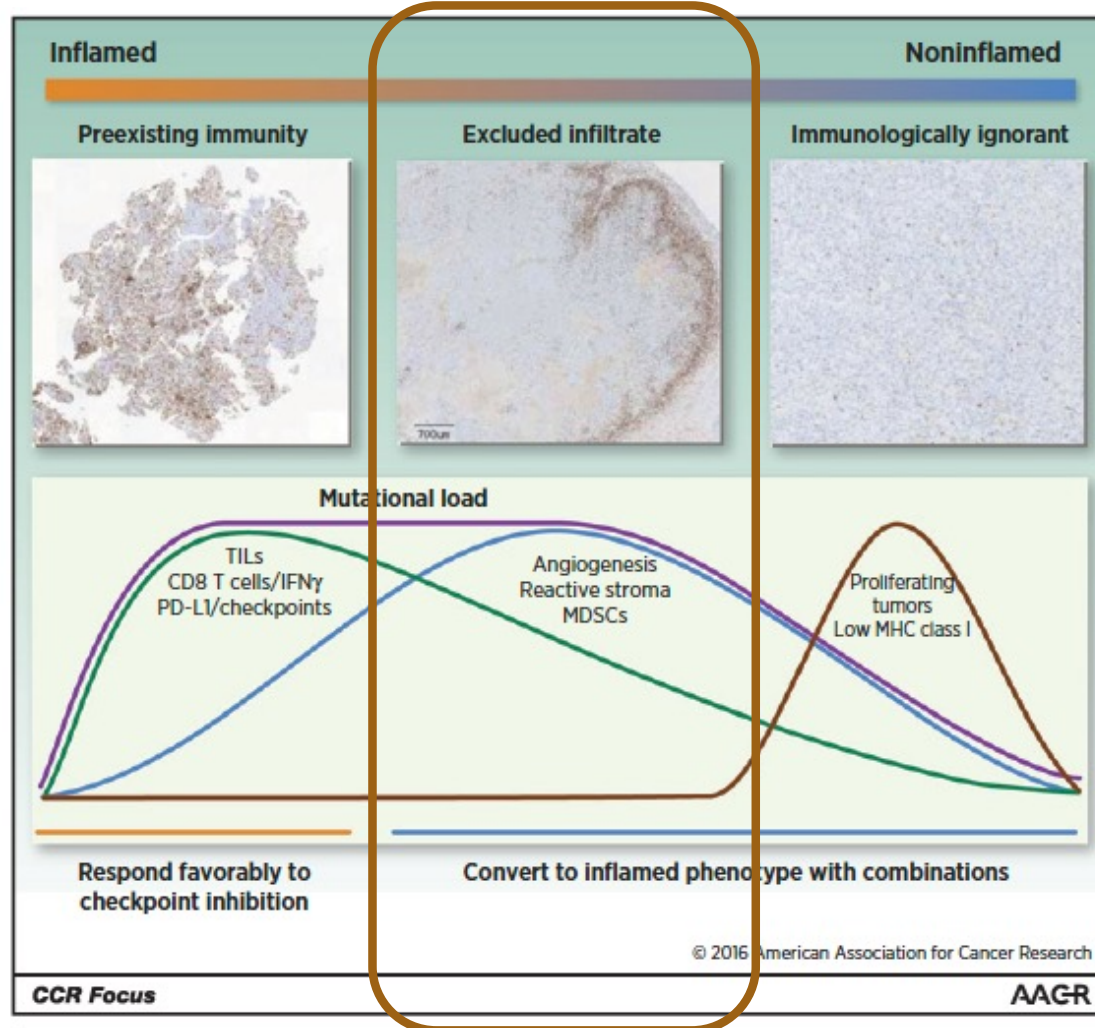 Inflamed
Noninflamed
Preexisting immunity
Excluded infiltrate
Immunologically ignorant
700um
Mutational load
TILs
CD8 T cells/IFNγ
PD-L1/checkpoints
Angiogenesis
Reactive stroma
MDSCs
Proliferating
tumors
Low MHC class I
Respond favorably to
checkpoint inhibition
Convert to inflamed phenotype with combinations
© 2016 American Association for Cancer Research
CCR Focus
AACR